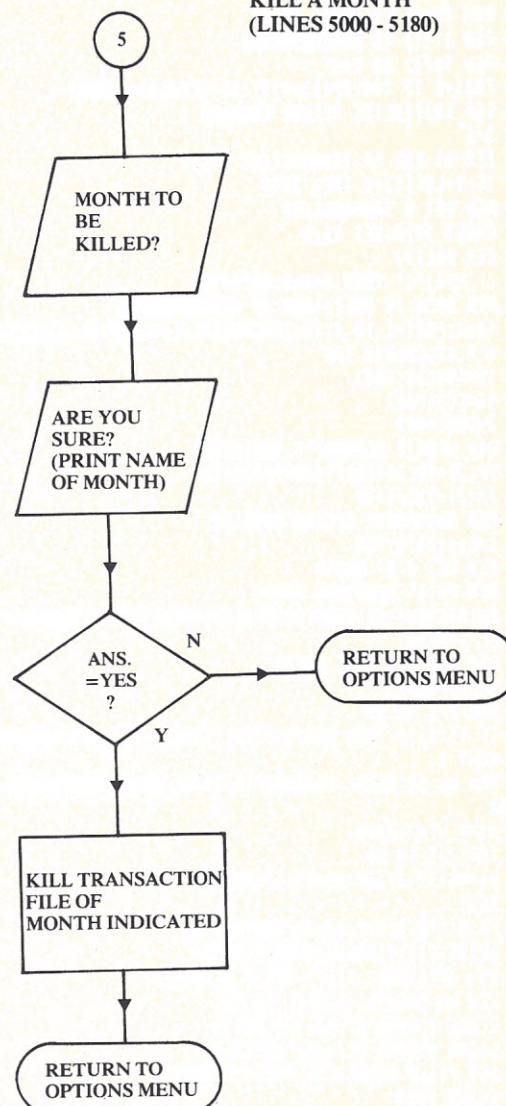 KILL A MONTH
(LINES 5000 - 5180)
5
MONTH TO
BE
KILLED?
ARE YOU
SURE?
(PRINT NAME
OF MONTH)
ANS.
=YES
?
N
Y
RETURN TO
OPTIONS MENU
KILL TRANSACTION
FILE OF
MONTH INDICATED
RETURN TO
OPTIONS MENU